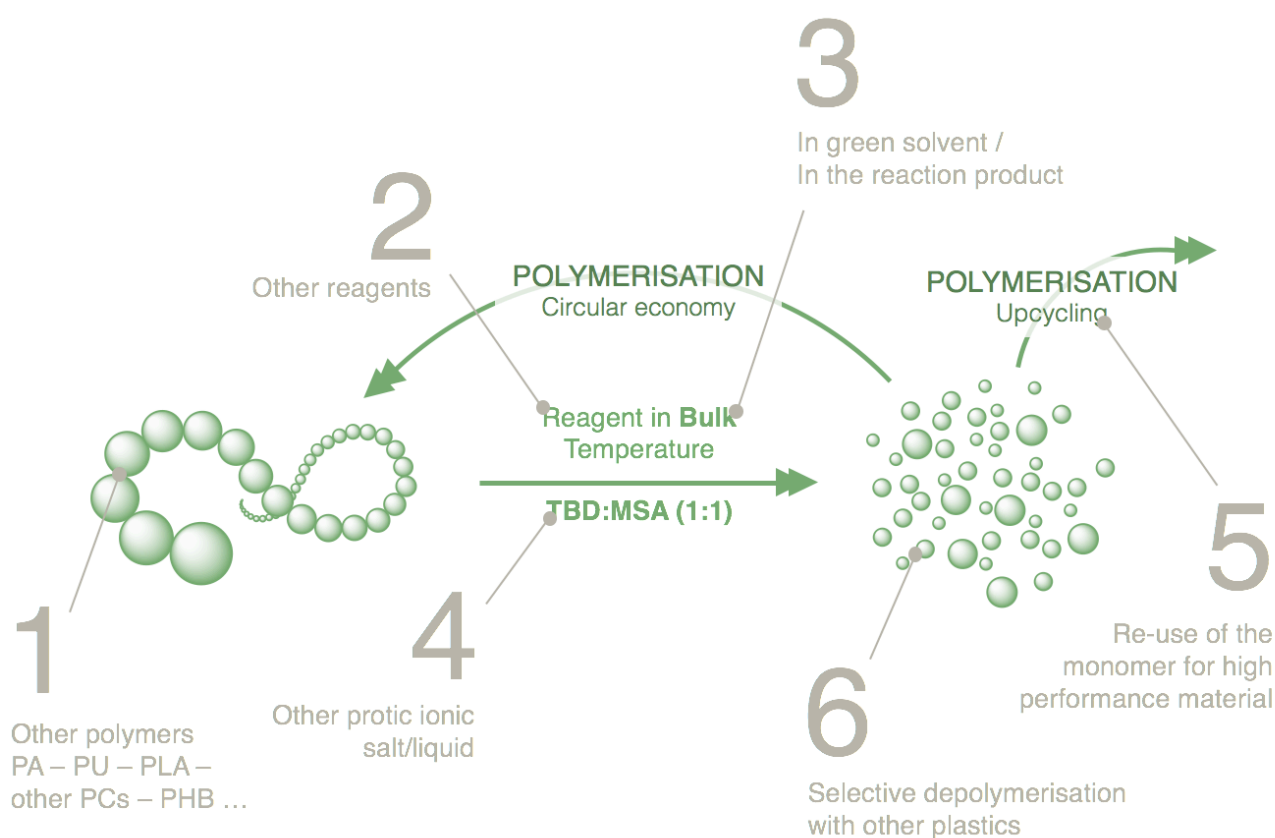 3
In green solvent /
In the reaction product
2
Other reagents
POLYMERISATION
Circular economy
POLYMERISATION
Upcycling
Reagent in Bulk
Temperature
TBD:MSA (1:1)
5
Re-use of the
monomer for high
performance material
1
Other polymers
PA – PU – PLA –
other PCs – PHB ...
4
Other protic ionic
salt/liquid
6
Selective depolymerisation
with other plastics